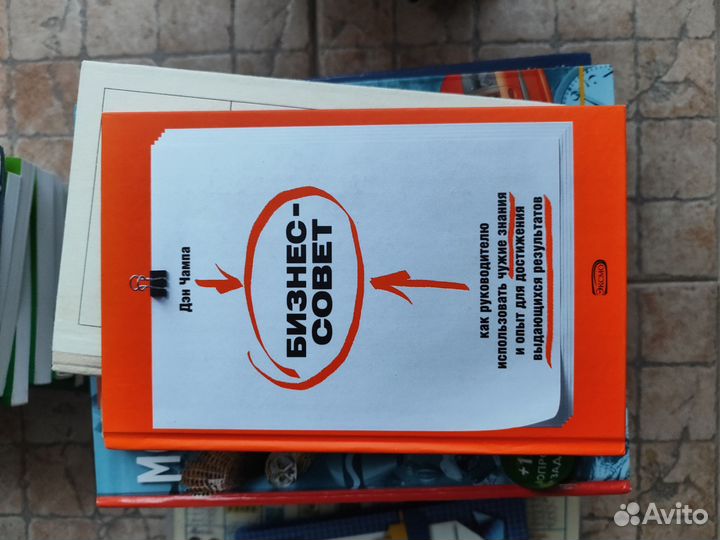 Дэн Чампа
БИЗНЕС-
СОВЕТ
как руководителю
использовать чужие знания
и опыт для достижения
выдающихся результатов
ЭКСМО
Avito